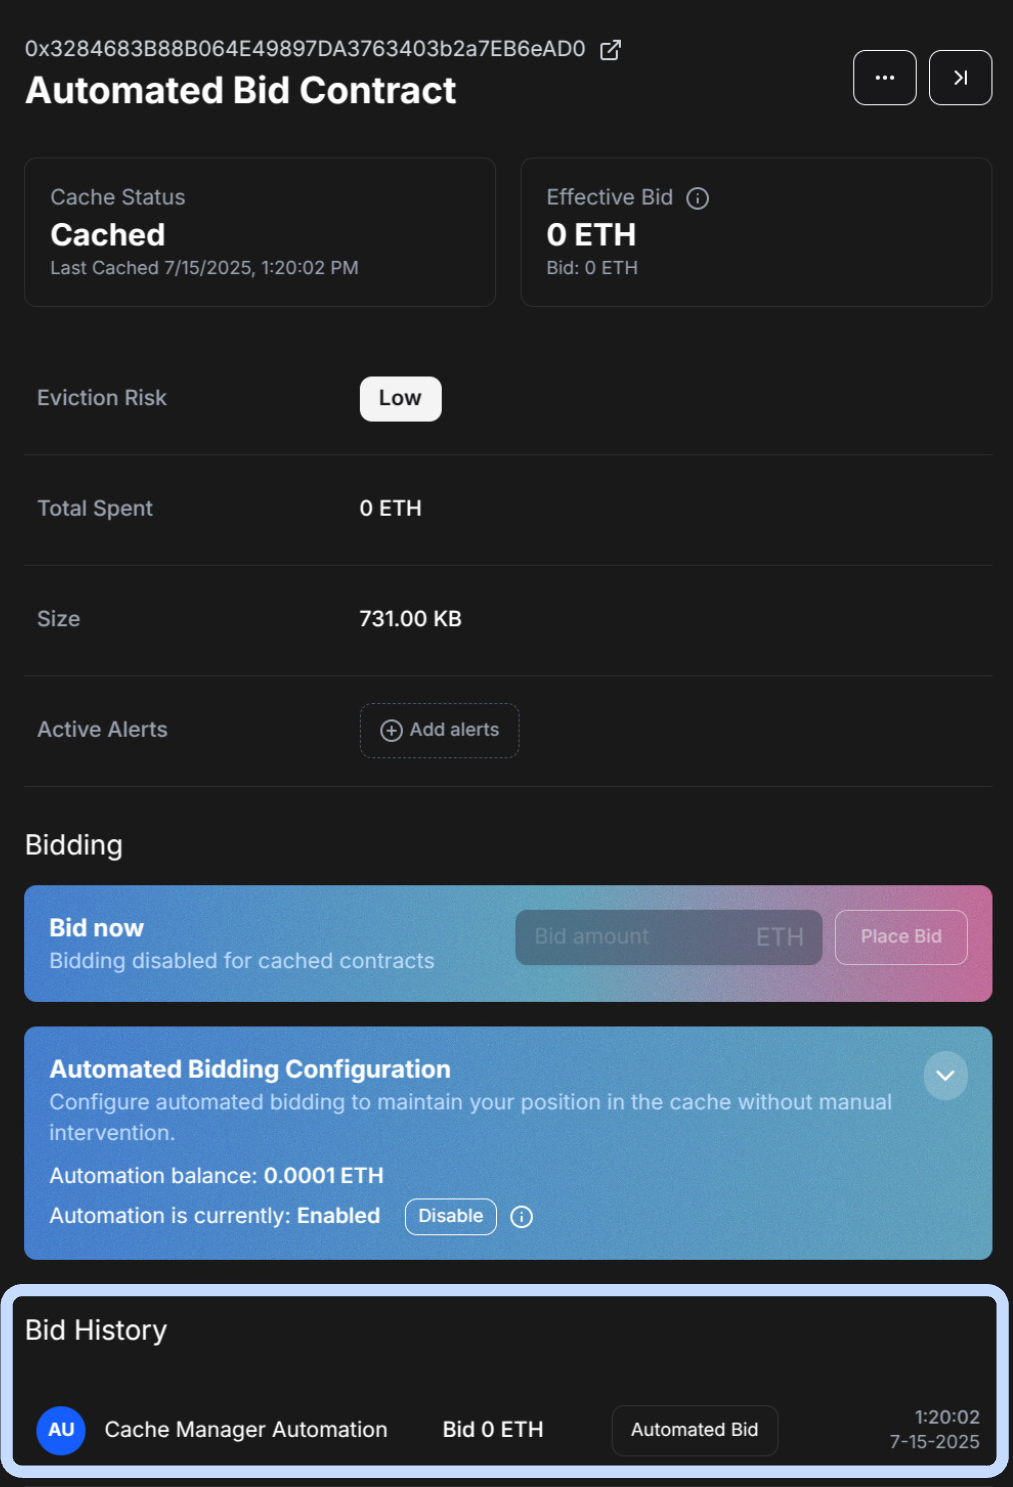 0x3284683B88B064E49897DA3763403b2a7EB6eAD0
Automated Bid Contract
Cache Status
Cached
Last Cached 7/15/2025, 1:20:02 PM
Effective Bid
0 ETH
Bid: 0 ETH
Eviction Risk Low
Total Spent 0 ETH
Size 731.00 KB
Active Alerts Add alerts
Bidding
Bid now
Bidding disabled for cached contracts
Bid amount ETH Place Bid
Automated Bidding Configuration
Configure automated bidding to maintain your position in the cache without manual
intervention.
Automation balance: 0.0001 ETH
Automation is currently: Enabled Disable
Bid History
AU Cache Manager Automation Bid 0 ETH Automated Bid 1:20:02
7-15-2025